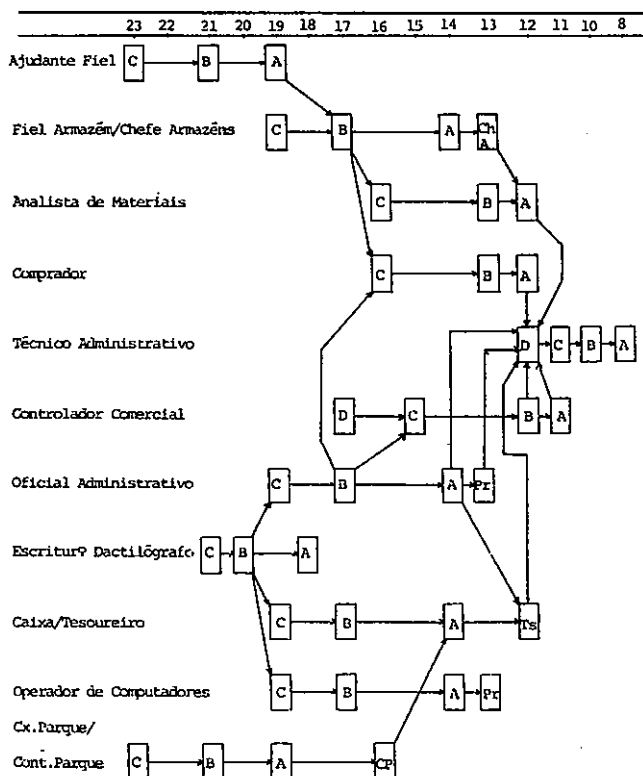 23 22 21 20 19 18 17 16 15 14 13 12 11 10 8
Ajudante Fiel C B A
Fiel Armazém/Chefe Armazéns C B A Ch A
Analista de Materiais C B A
Comprador C B A
Técnico Administrativo D C B A
Controlador Comercial D C B A
Oficial Administrativo C B A Pr
Escriturº Dactilógrafo C B A
Caixa/Tesoureiro C B A Ts
Operador de Computadores C B A Pr
Cx.Parque/
Cont.Parque C B A CP